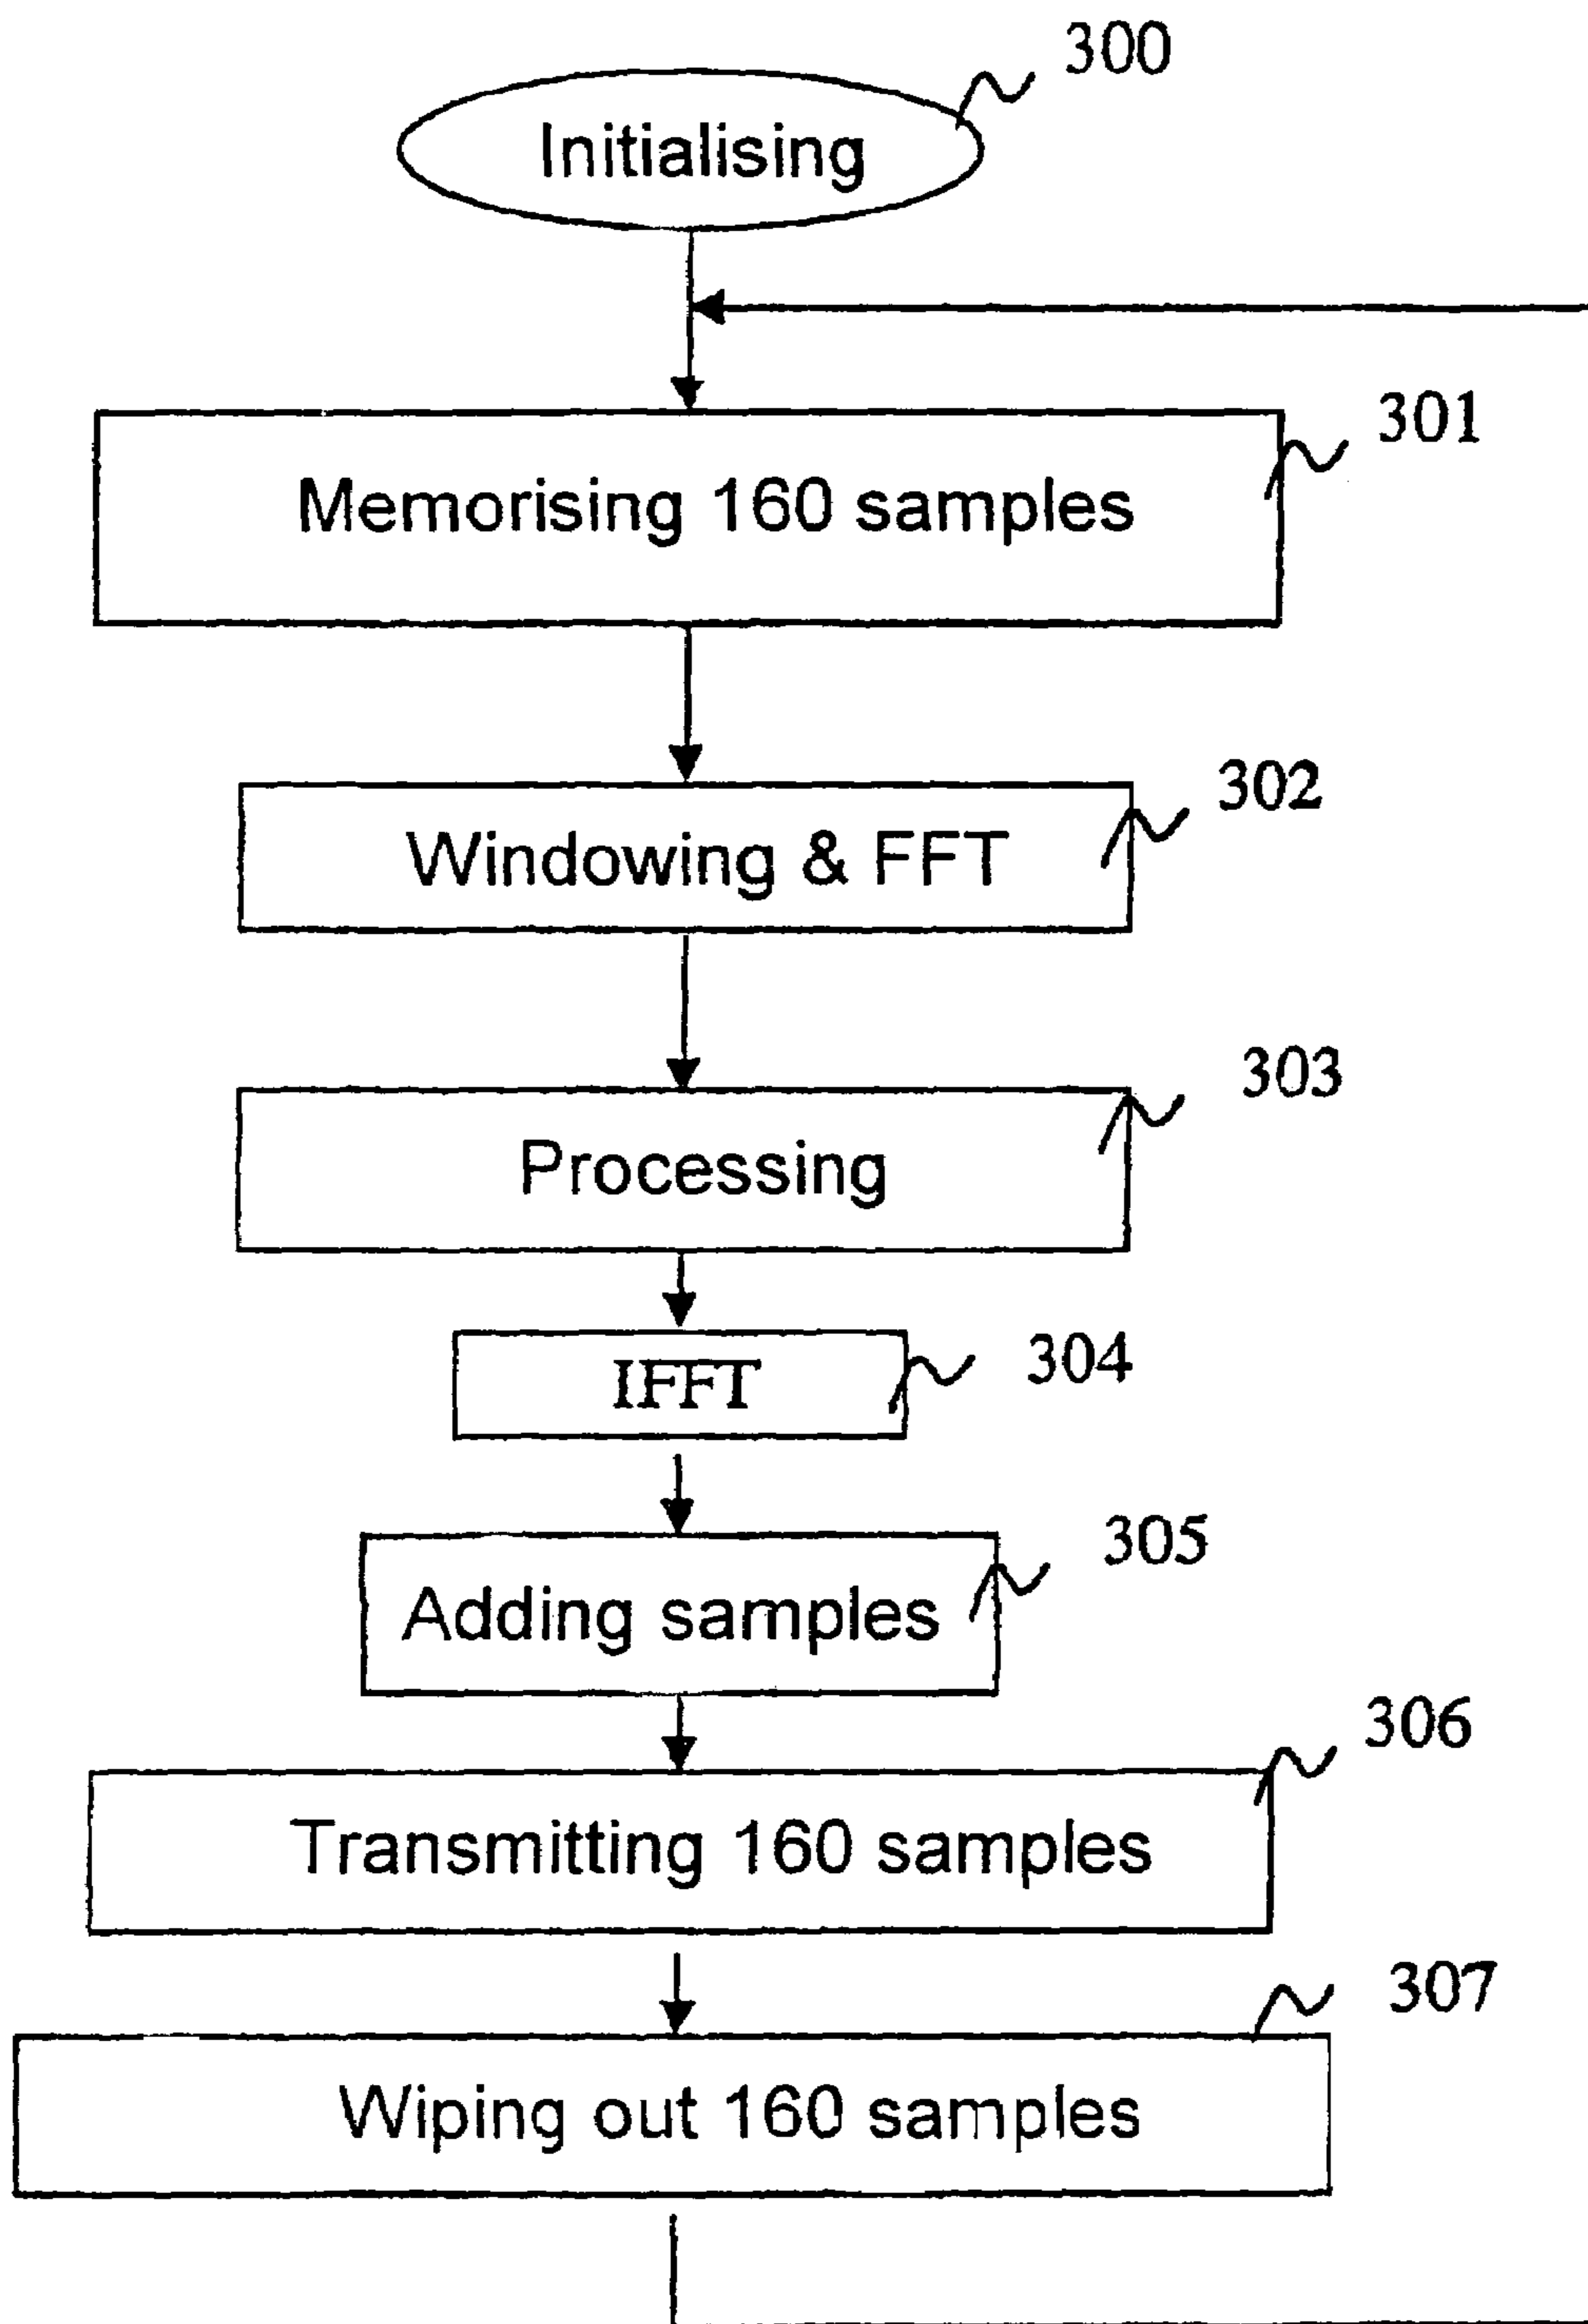 300
Initialising
301
Memorising 160 samples
302
Windowing & FFT
303
Processing
304
IFFT
305
Adding samples
306
Transmitting 160 samples
307
Wiping out 160 samples